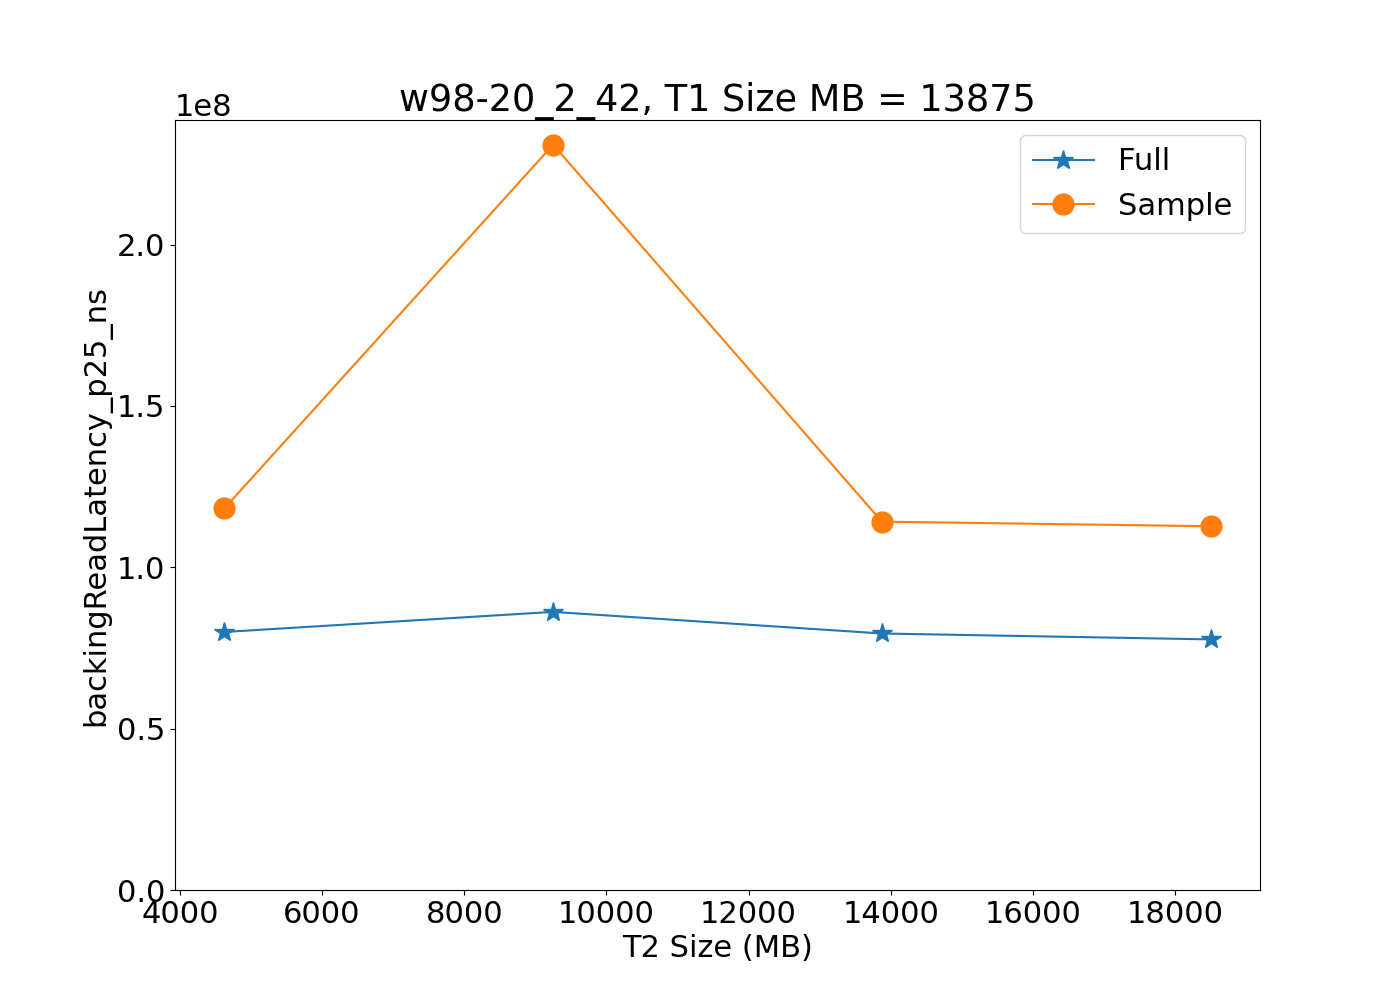 w98-20_2_42, T1 Size MB = 13875
1e8
Full
Sample
2.0
1.5
1.0
0.5
0.0
backingReadLatency_p25_ns
4000 6000 8000 10000 12000 14000 16000 18000
T2 Size (MB)